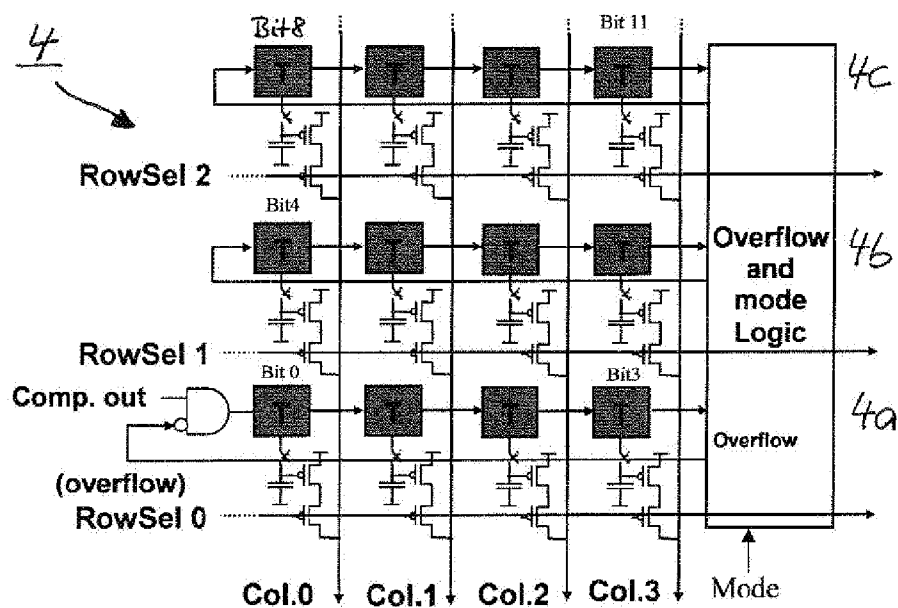 4
Bit8
Bit 11
T T T T
4c
RowSel 2
Bit4
T T T T
Overflow
and
mode
Logic
4b
RowSel 1
Bit 0
Bit3
Comp. out
T T T T
Overflow
4a
(overflow)
RowSel 0
Col.0 Col.1 Col.2 Col.3
Mode